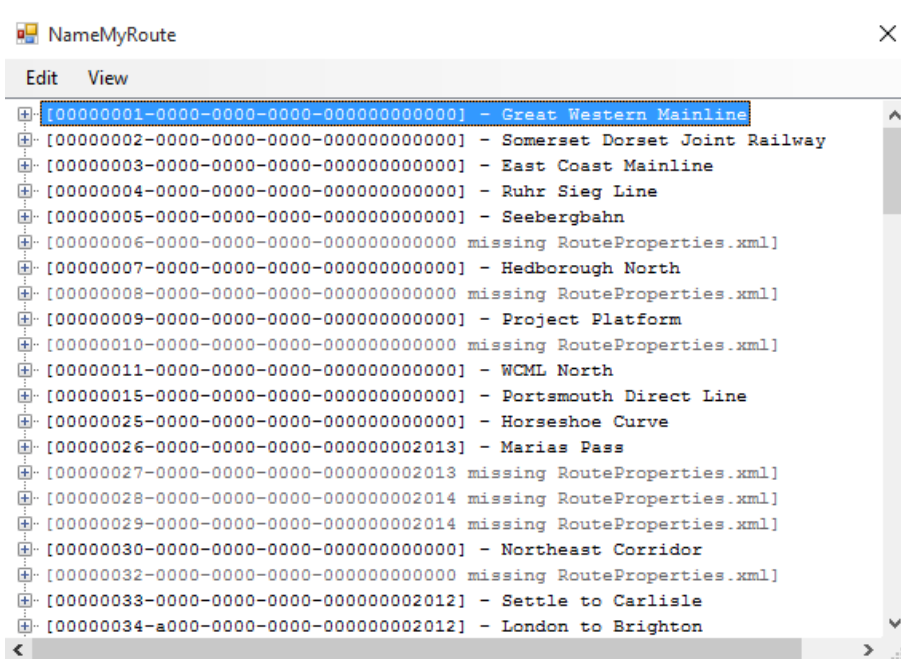 NameMyRoute
Edit View
[00000001-0000-0000-0000-000000000000] - Great Western Mainline
[00000002-0000-0000-0000-000000000000] - Somerset Dorset Joint Railway
[00000003-0000-0000-0000-000000000000] - East Coast Mainline
[00000004-0000-0000-0000-000000000000] - Ruhr Sieg Line
[00000005-0000-0000-0000-000000000000] - Seebergbahn
[00000006-0000-0000-0000-000000000000 missing RouteProperties.xml]
[00000007-0000-0000-0000-000000000000] - Hedborough North
[00000008-0000-0000-0000-000000000000 missing RouteProperties.xml]
[00000009-0000-0000-0000-000000000000] - Project Platform
[00000010-0000-0000-0000-000000000000 missing RouteProperties.xml]
[00000011-0000-0000-0000-000000000000] - WCML North
[00000015-0000-0000-0000-000000000000] - Portsmouth Direct Line
[00000025-0000-0000-0000-000000000000] - Horseshoe Curve
[00000026-0000-0000-0000-000000002013] - Marias Pass
[00000027-0000-0000-0000-000000002013 missing RouteProperties.xml]
[00000028-0000-0000-0000-000000002014 missing RouteProperties.xml]
[00000029-0000-0000-0000-000000002014 missing RouteProperties.xml]
[00000030-0000-0000-0000-000000000000] - Northeast Corridor
[00000032-0000-0000-0000-000000000000 missing RouteProperties.xml]
[00000033-0000-0000-0000-000000002012] - Settle to Carlisle
[00000034-a000-0000-0000-000000002012] - London to Brighton